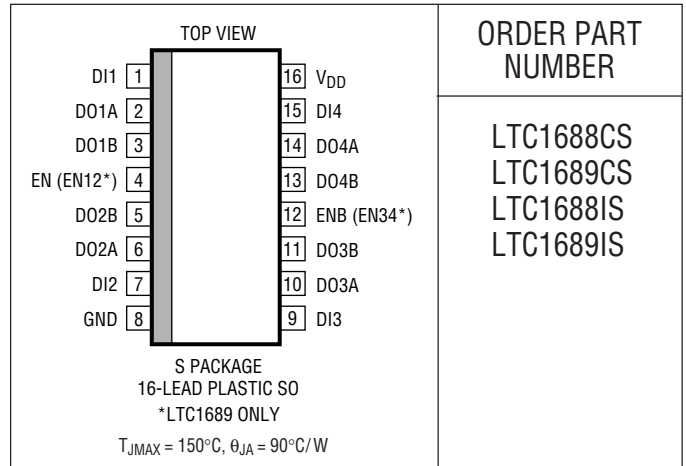 TOP VIEW
DI1 1
DO1A 2
DO1B 3
EN (EN12*) 4
DO2B 5
DO2A 6
DI2 7
GND 8
16 VDD
15 DI4
14 DO4A
13 DO4B
12 ENB (EN34*)
11 DO3B
10 DO3A
9 DI3
S PACKAGE
16-LEAD PLASTIC SO
*LTC1689 ONLY
TJMAX = 150°C, θJA = 90°C/W
ORDER PART
NUMBER
LTC1688CS
LTC1689CS
LTC1688IS
LTC1689IS